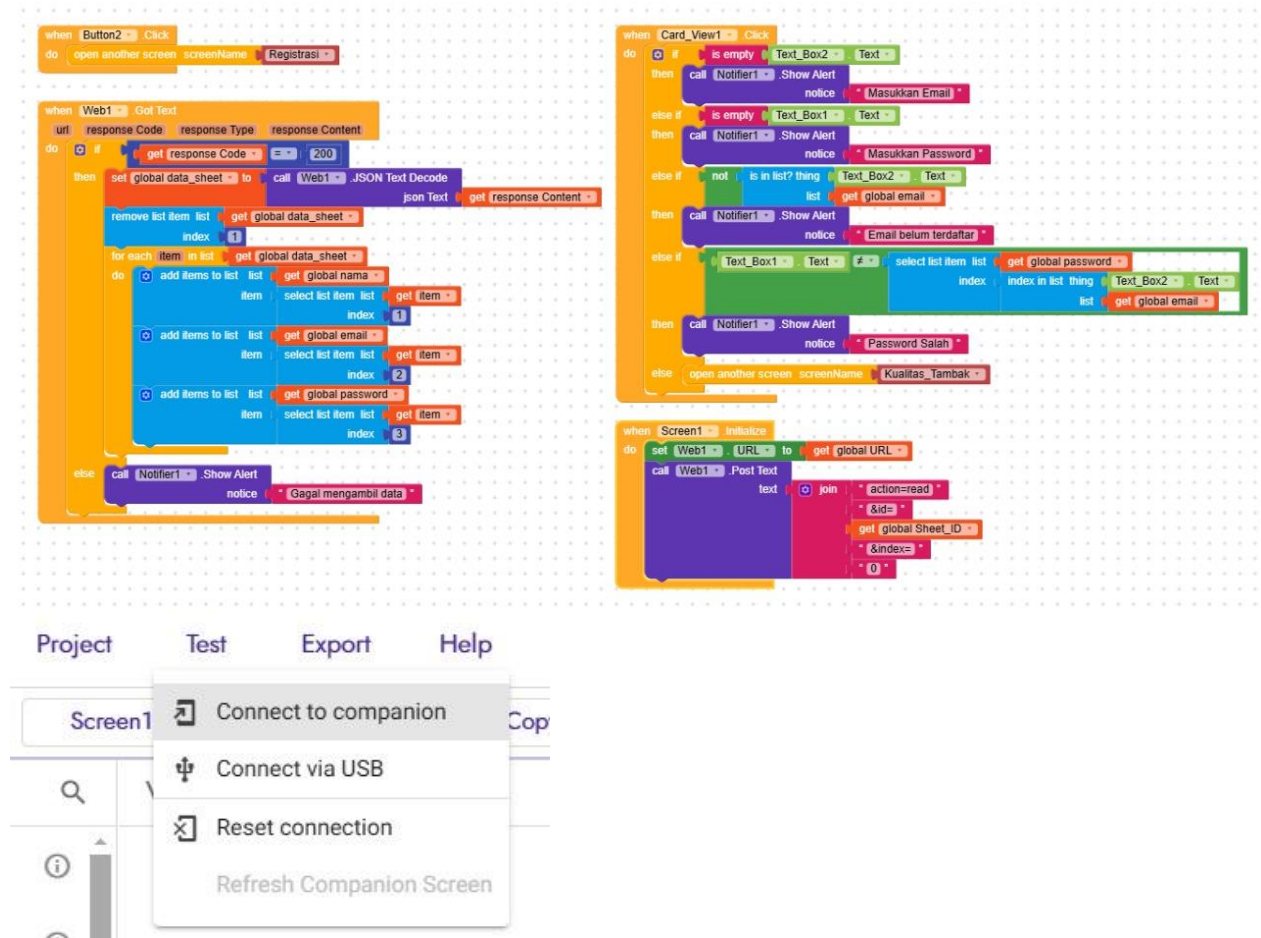 when Button2 .Click
do open another screen screenName Registrasi
when Web1 .Got Text
url response Code response Type response Content
do if get response Code = 200
then set global data_sheet to call Web1 .JSON Text Decode
json Text get response Content
remove list item list get global data_sheet
index 1
for each item in list get global data_sheet
do add items to list list get global nama
item select list item list get item
index 1
add items to list list get global email
item select list item list get item
index 2
add items to list list get global password
item select list item list get item
index 3
else call Notifier1 .Show Alert
notice " Gagal mengambil data "
when Card_View1 .Click
do if is empty Text_Box2 . Text
then call Notifier1 .Show Alert
notice " Masukkan Email "
else if is empty Text_Box1 . Text
then call Notifier1 .Show Alert
notice " Masukkan Password "
else if not is in list? thing Text_Box2 . Text
list get global email
then call Notifier1 .Show Alert
notice " Email belum terdaftar "
else if Text_Box1 . Text ≠ select list item list get global password
index index in list thing Text_Box2 . Text
list get global email
then call Notifier1 .Show Alert
notice " Password Salah "
else open another screen screenName Kualitas_Tambak
when Screen1 .Initialize
do set Web1 . URL to get global URL
call Web1 .Post Text
text join " action=read "
" &id= "
get global Sheet_ID
" &index= "
" 0 "
Project Test Export Help
Screen1 Connect to companion Cop
Connect via USB
Reset connection
Refresh Companion Screen